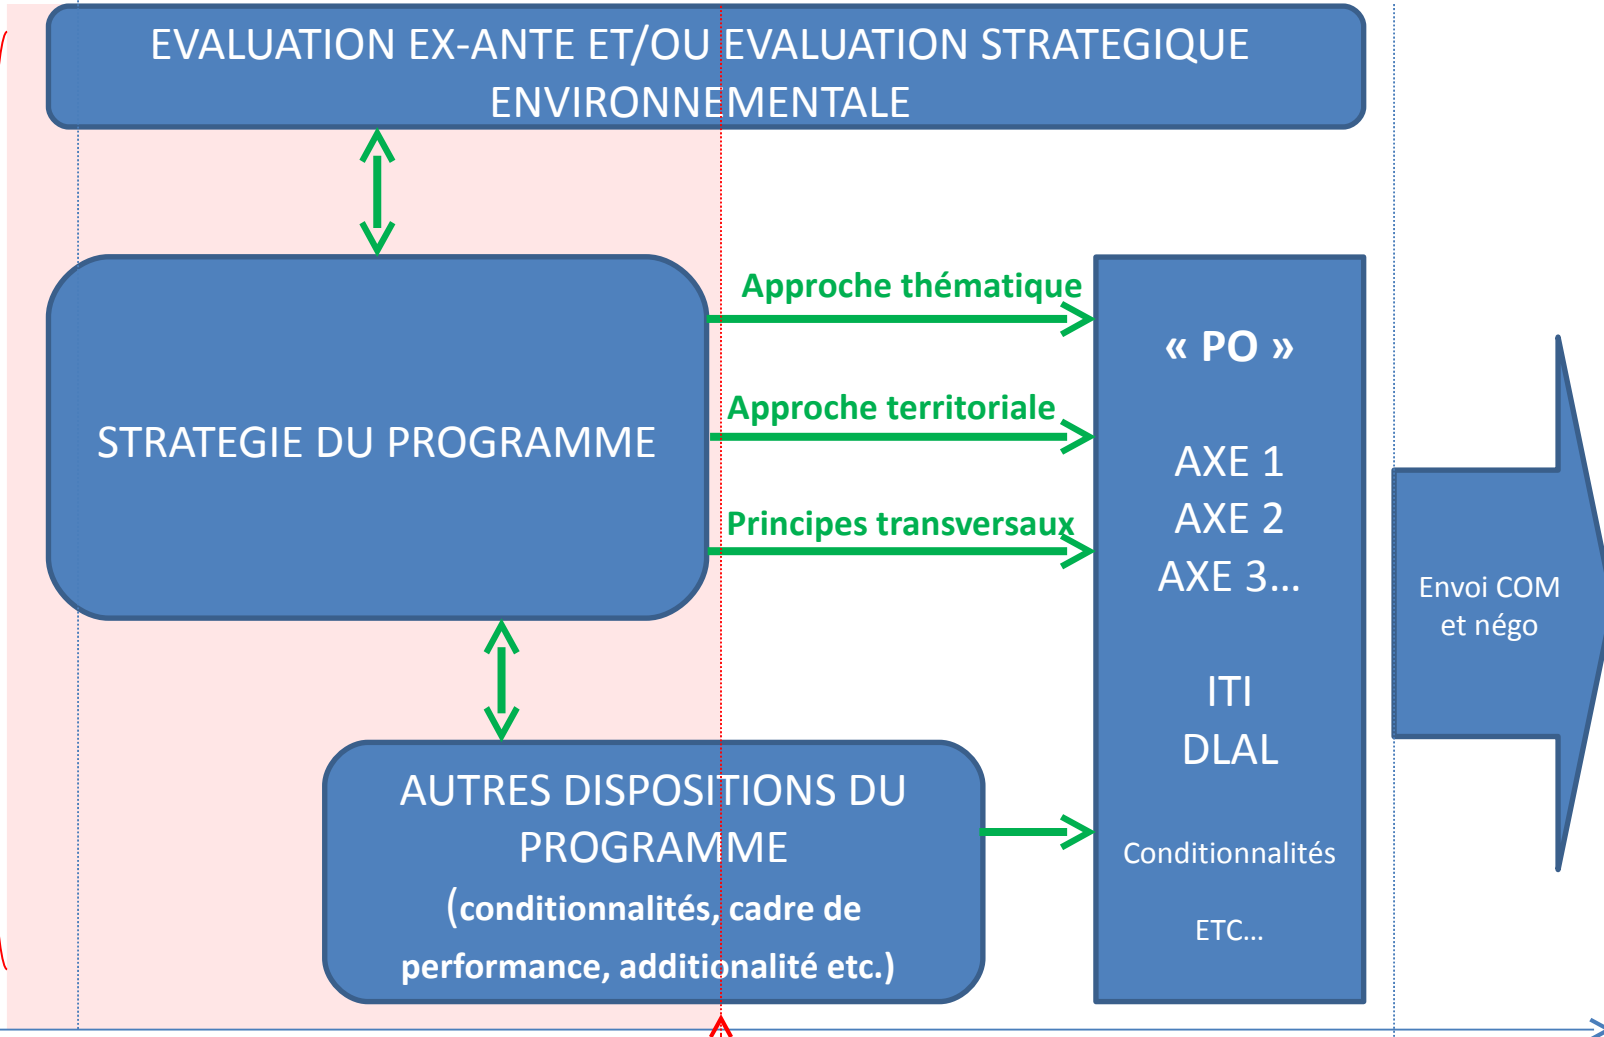 EVALUATION EX-ANTE ET/OU EVALUATION STRATEGIQUE
ENVIRONNEMENTALE
STRATEGIE DU PROGRAMME
Approche thématique
Approche territoriale
Principes transversaux
AUTRES DISPOSITIONS DU
PROGRAMME
(conditionnalités, cadre de
performance, additionalité etc.)
« PO »
AXE 1
AXE 2
AXE 3...
ITI
DLAL
Conditionnalités
ETC...
Envoi COM
et négo